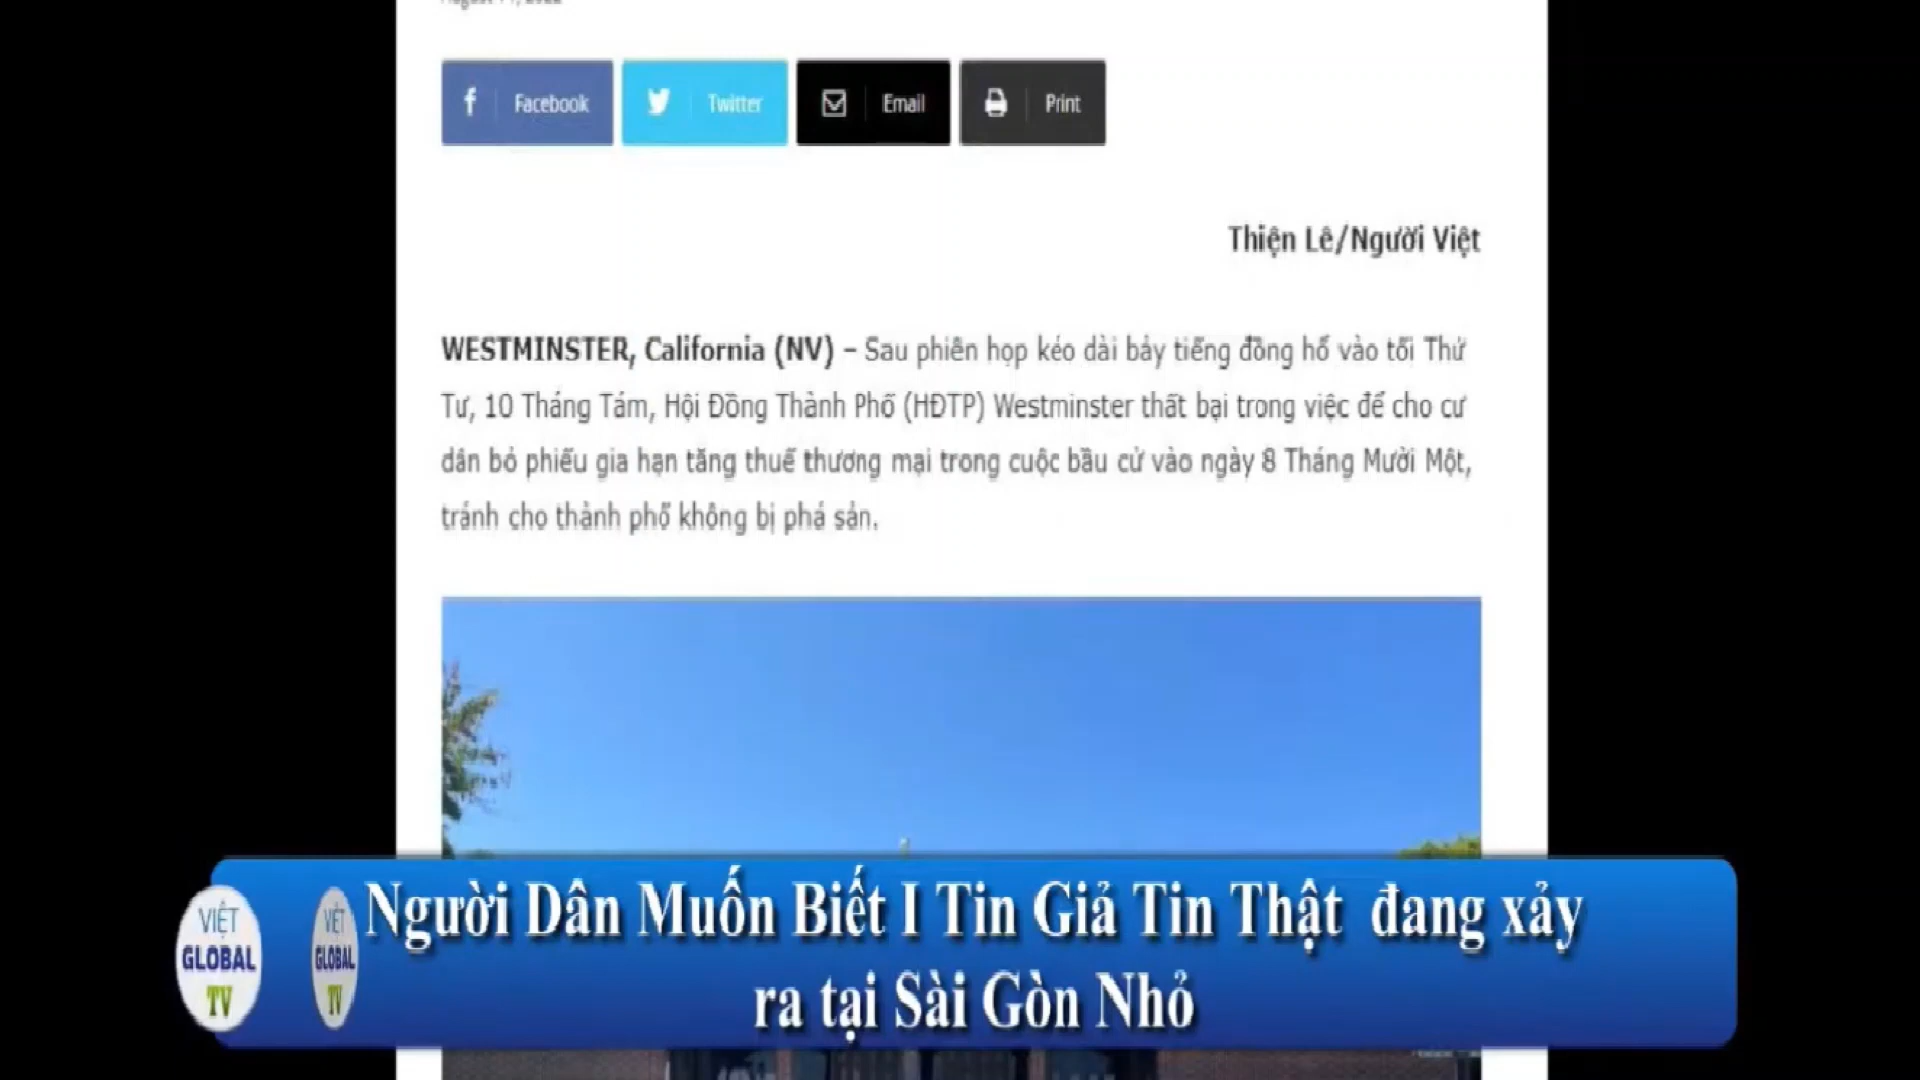 August 11, 2022
Facebook
Twitter
Email
Print
Thiện Lê/Người Việt
WESTMINSTER, California (NV) – Sau phiên họp kéo dài bảy tiếng đồng hồ vào tối Thứ
Tư, 10 Tháng Tám, Hội Đồng Thành Phố (HĐTP) Westminster thất bại trong việc để cho cư
dân bỏ phiếu gia hạn tăng thuế thương mại trong cuộc bầu cử vào ngày 8 Tháng Mười Một,
tránh cho thành phố không bị phá sản.
Người Dân Muốn Biết I Tin Giả Tin Thật đang xảy
ra tại Sài Gòn Nhỏ
VIỆT
GLOBAL
TV
VIỆT
GLOBAL
TV